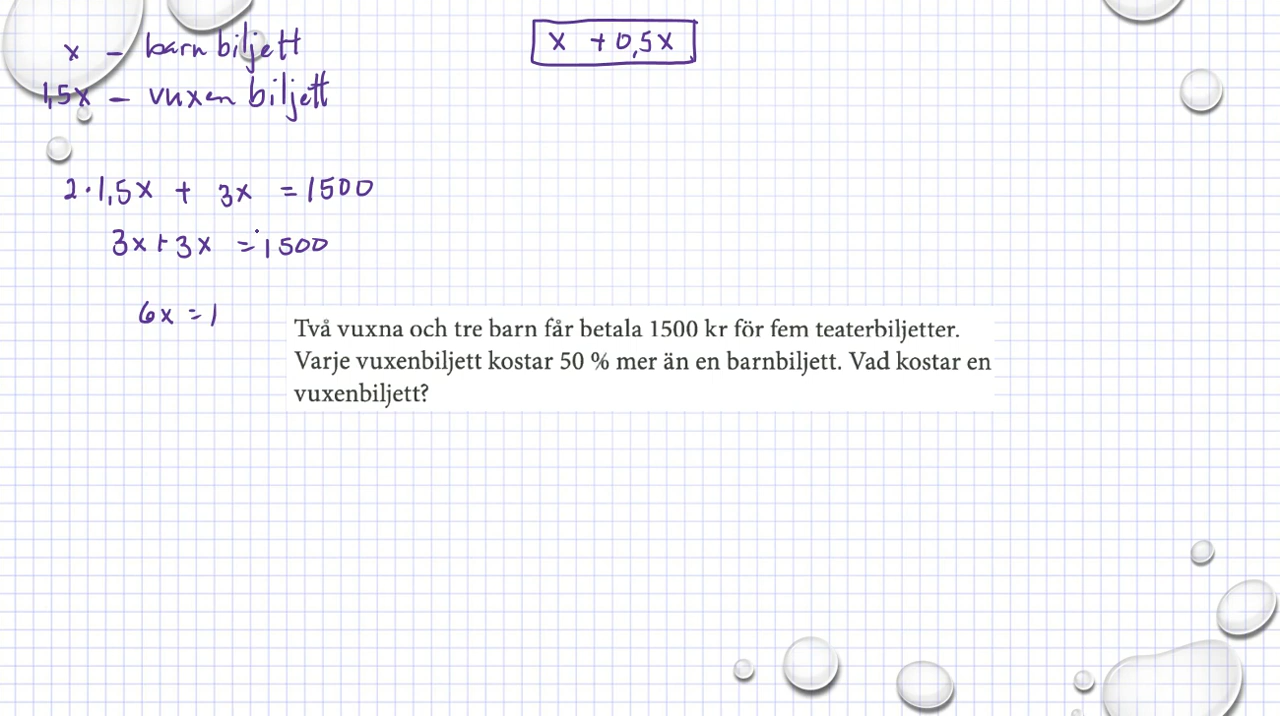 x – barnbiljett
x + 0,5x
1,5x – vuxen biljett
2·1,5x + 3x = 1500
3x + 3x = 1500
6x = 1
Två vuxna och tre barn får betala 1500 kr för fem teaterbiljetter.
Varje vuxenbiljett kostar 50 % mer än en barnbiljett. Vad kostar en
vuxenbiljett?